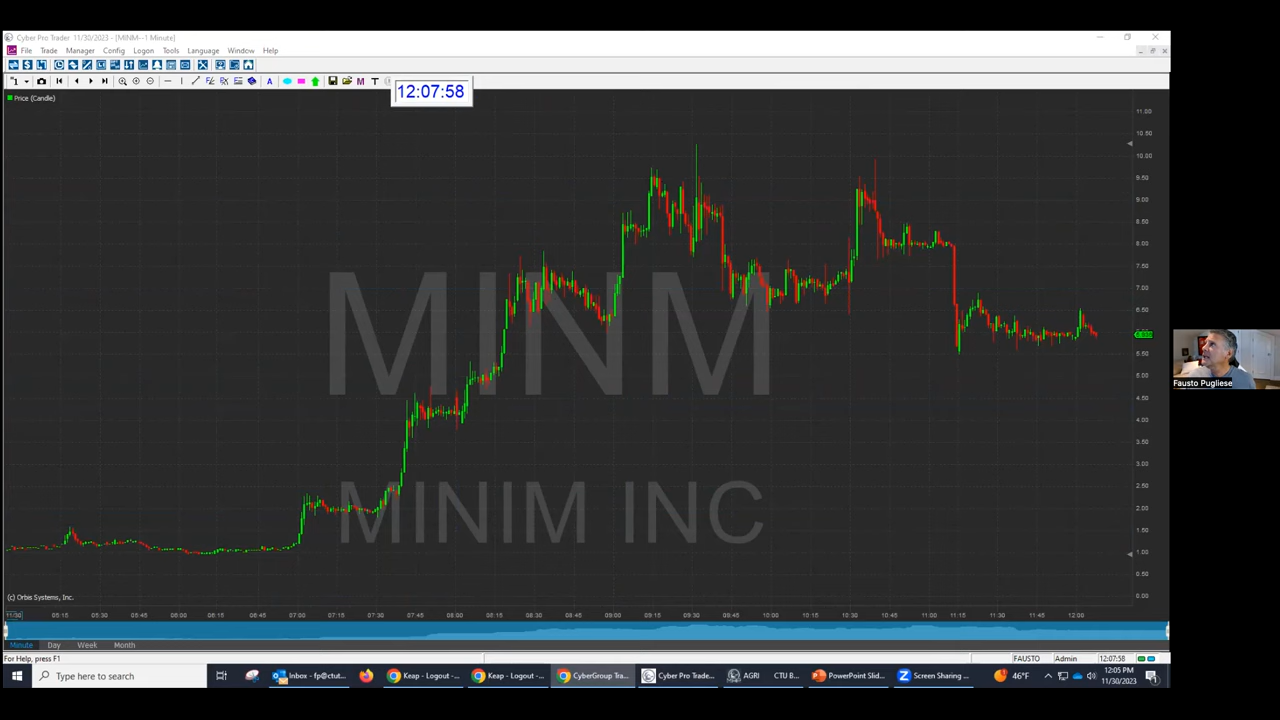 Cyber Pro Trader 11/30/2023 - [MINM--1 Minute]
File Trade Manager Config Logon Tools Language Window Help
1 A M T
12:07:58
Price (Candle)
11.00
10.50
10.00
9.50
9.00
8.50
8.00
7.50
7.00
6.50
5.50
5.00
4.50
4.00
3.50
3.00
2.50
2.00
1.50
1.00
0.50
0.00
MINM
MINIM INC
Fausto Pugliese
(c) Orbis Systems, Inc.
11/30 05:15 05:30 05:45 06:00 06:15 06:30 06:45 07:00 07:15 07:30 07:45 08:00 08:15 08:30 08:45 09:00 09:15 09:30 09:45 10:00 10:15 10:30 10:45 11:00 11:15 11:30 11:45 12:00
Minute Day Week Month
For Help, press F1
FAUSTO Admin 12:07:58
Type here to search
Inbox - fp@ctut...
Keap - Logout -...
Keap - Logout -...
CyberGroup Tra...
Cyber Pro Trade...
AGRI CTU B...
PowerPoint Slid...
Screen Sharing ...
46°F
12:05 PM
11/30/2023